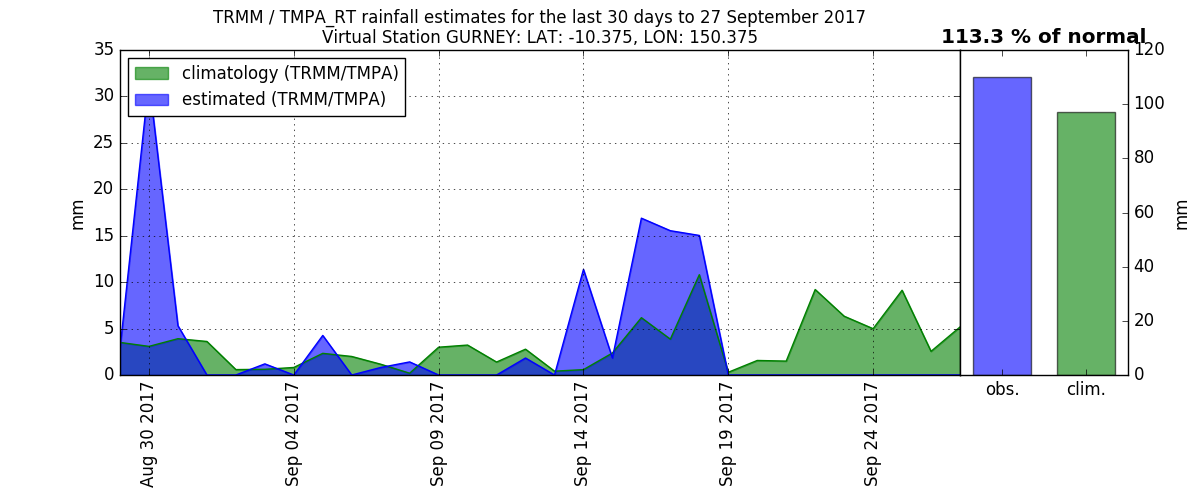 TRMM / TMPA_RT rainfall estimates for the last 30 days to 27 September 2017
Virtual Station GURNEY: LAT: -10.375, LON: 150.375
113.3 % of normal
climatology (TRMM/TMPA)
estimated (TRMM/TMPA)
35
30
25
20
15
10
5
0
mm
Aug 30 2017
Sep 04 2017
Sep 09 2017
Sep 14 2017
Sep 19 2017
Sep 24 2017
120
100
80
60
40
20
0
mm
obs.
clim.